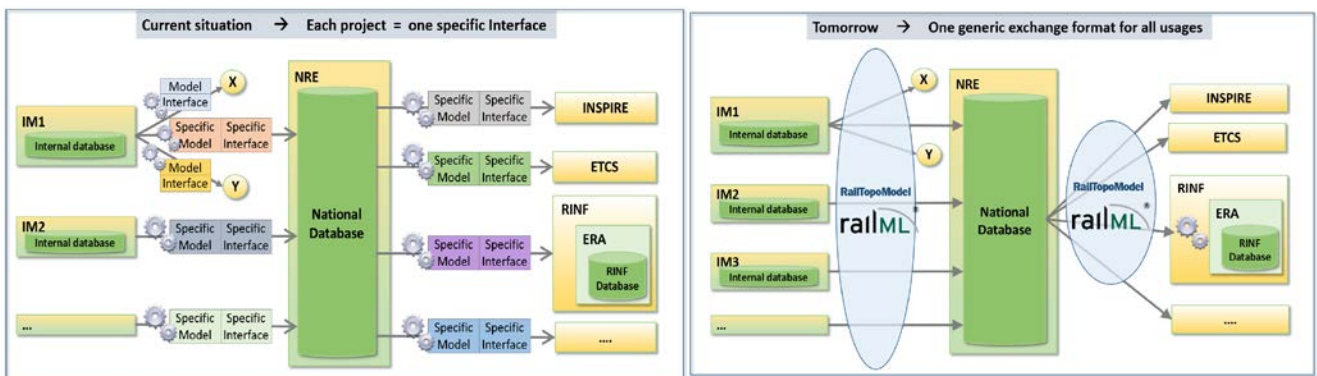 Current situation → Each project = one specific Interface
NRE
Model
Interface
X
IM1
Internal database
Specific Specific
Model Interface
Model
Interface
Y
IM2
Internal database
Specific Specific
Model Interface
...
Specific Specific
Model Interface
National
Database
Specific Specific
Model Interface
INSPIRE
Specific Specific
Model Interface
ETCS
Specific Specific
Model Interface
RINF
ERA
RINF
Database
Specific Specific
Model Interface
....
Tomorrow → One generic exchange format for all usages
IM1
Internal database
X
Y
IM2
Internal database
IM3
Internal database
...
RailTopoModel
railML®
NRE
National
Database
RailTopoModel
railML®
INSPIRE
ETCS
RINF
ERA
RINF
Database
....